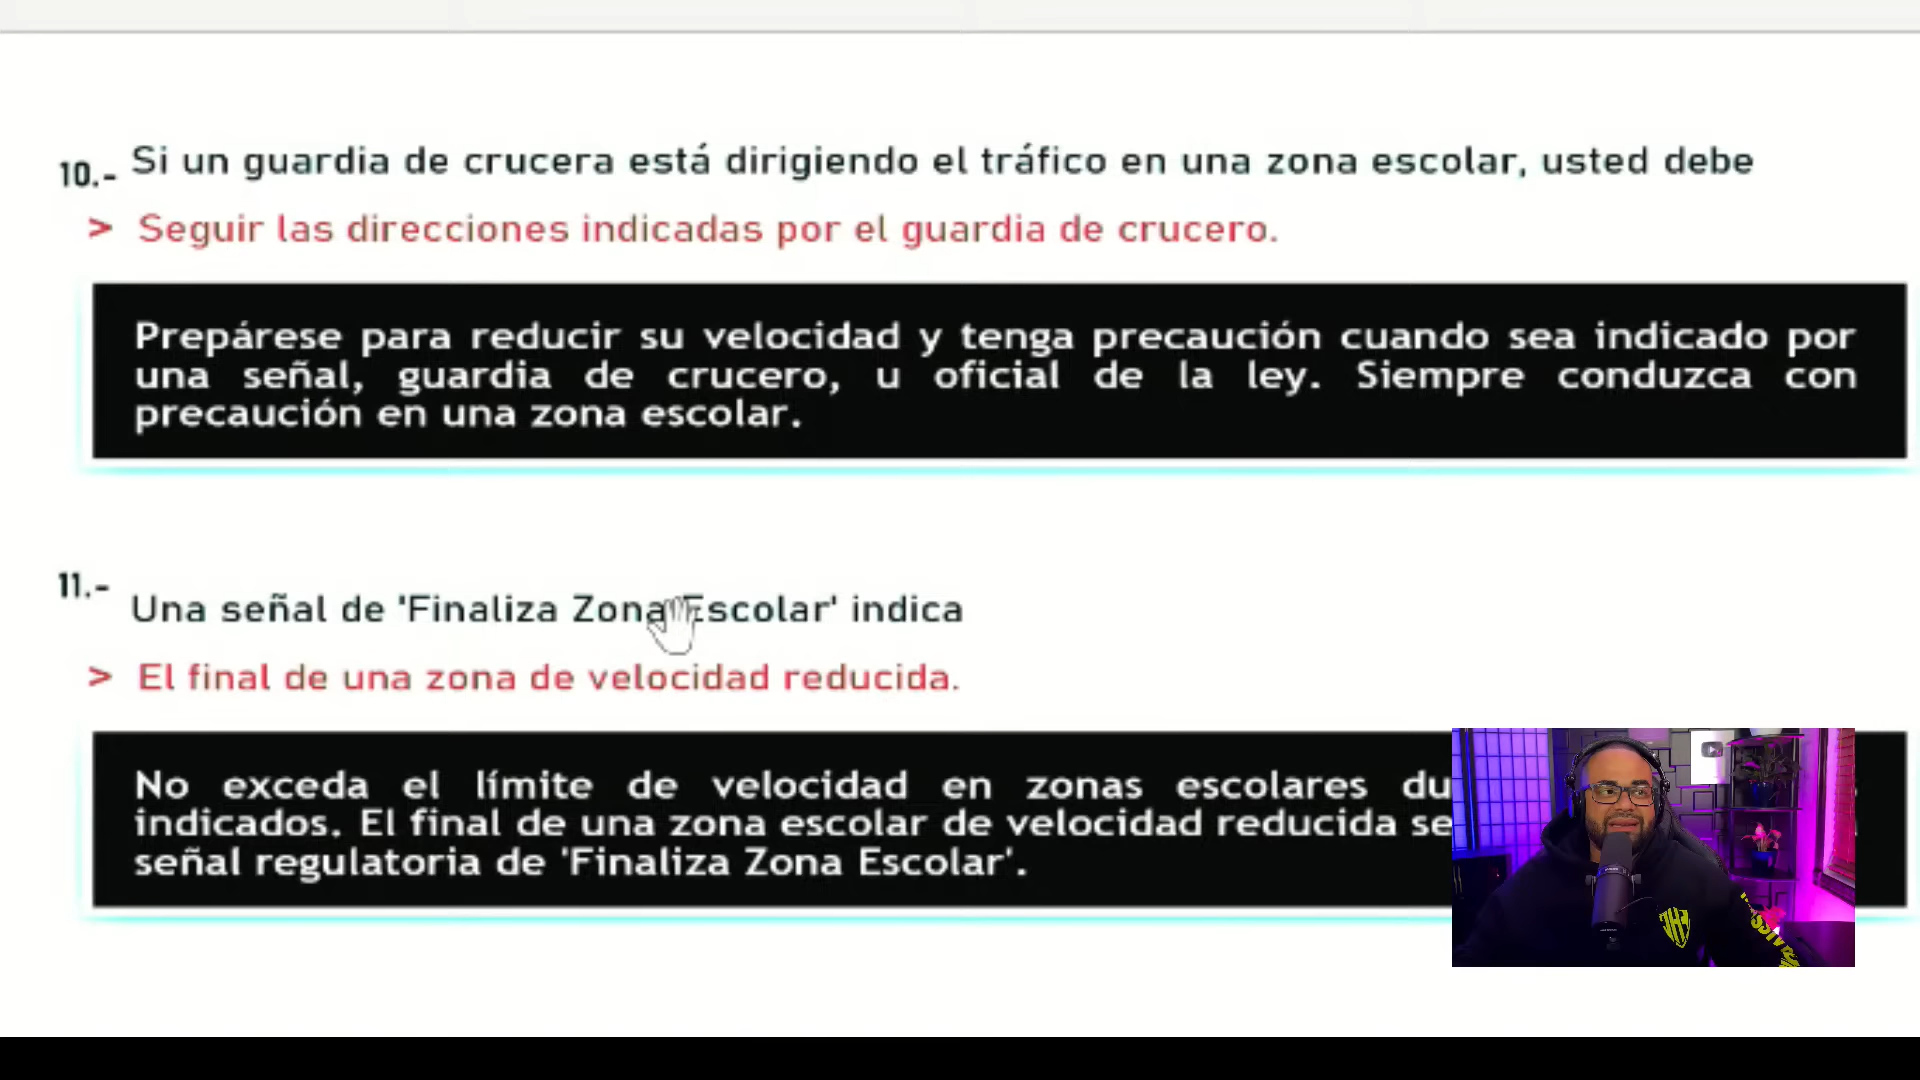 10.- Si un guardia de crucera está dirigiendo el tráfico en una zona escolar, usted debe
> Seguir las direcciones indicadas por el guardia de crucero.
Prepárese para reducir su velocidad y tenga precaución cuando sea indicado por
una señal, guardia de crucero, u oficial de la ley. Siempre conduzca con
precaución en una zona escolar.
11.- Una señal de 'Finaliza Zona Escolar' indica
> El final de una zona de velocidad reducida.
No exceda el límite de velocidad en zonas escolares du
indicados. El final de una zona escolar de velocidad reducida se
señal regulatoria de 'Finaliza Zona Escolar'.